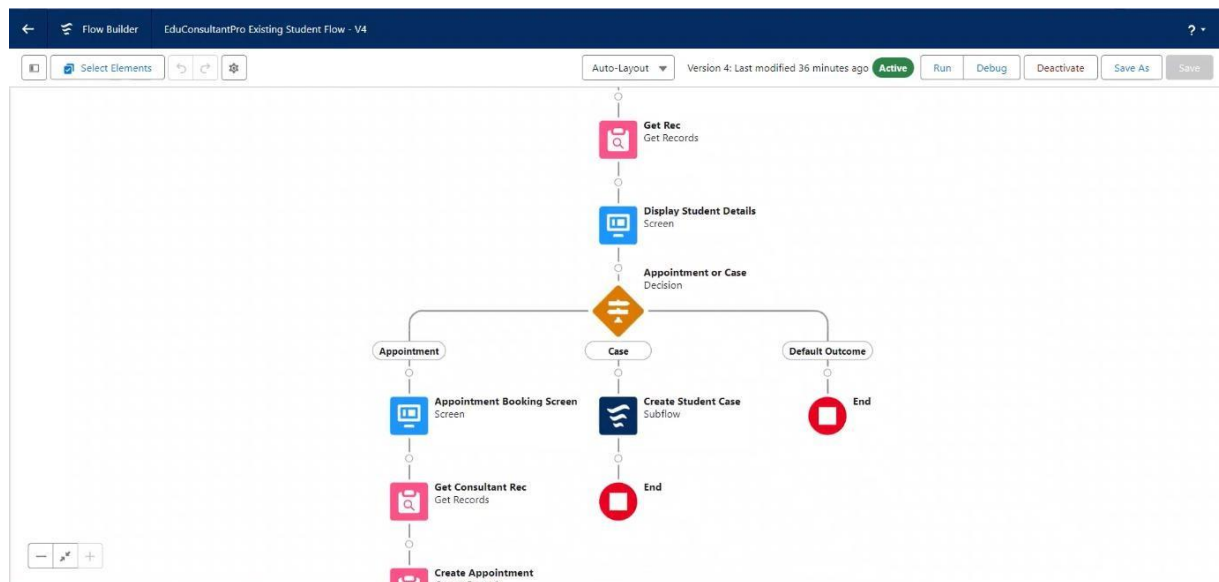 Flow Builder
EduConsultantPro Existing Student Flow - V4
?
Select Elements
Auto-Layout
Version 4: Last modified 36 minutes ago
Active
Run
Debug
Deactivate
Save As
Save
Get Rec
Get Records
Display Student Details
Screen
Appointment or Case
Decision
Appointment
Case
Default Outcome
Appointment Booking Screen
Screen
Create Student Case
Subflow
End
Get Consultant Rec
Get Records
End
Create Appointment